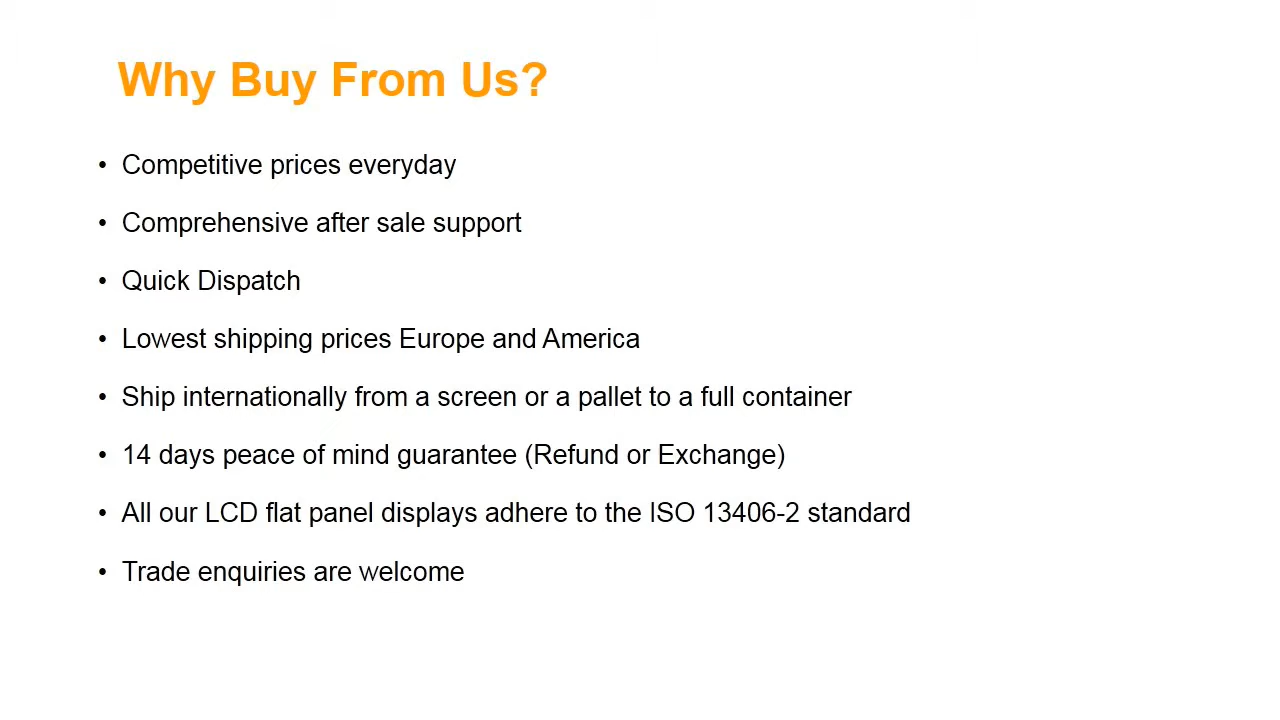 Why Buy From Us?
• Competitive prices everyday
• Comprehensive after sale support
• Quick Dispatch
• Lowest shipping prices Europe and America
• Ship internationally from a screen or a pallet to a full container
• 14 days peace of mind guarantee (Refund or Exchange)
• All our LCD flat panel displays adhere to the ISO 13406-2 standard
• Trade enquiries are welcome